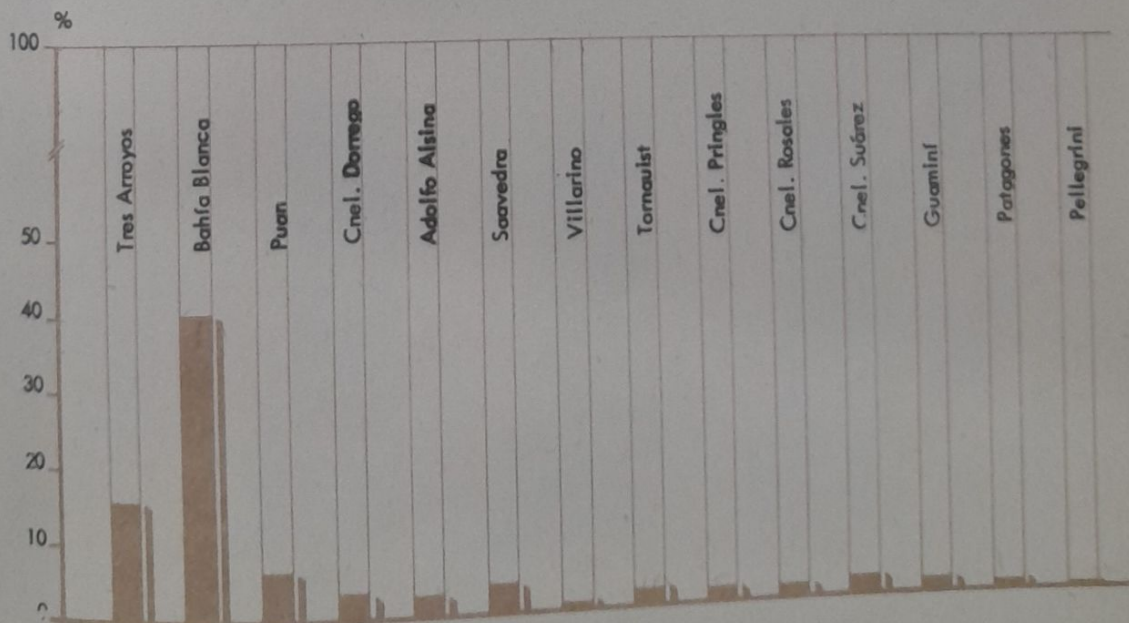 %
100
50
40
30
20
10
Tres Arroyos
Bahía Blanca
Puan
Cnel. Dorrego
Adolfo Alsina
Saavedra
Villarino
Tornquist
Cnel. Pringles
Cnel. Rosales
Cnel. Suárez
Guaminí
Patagones
Pellegrini